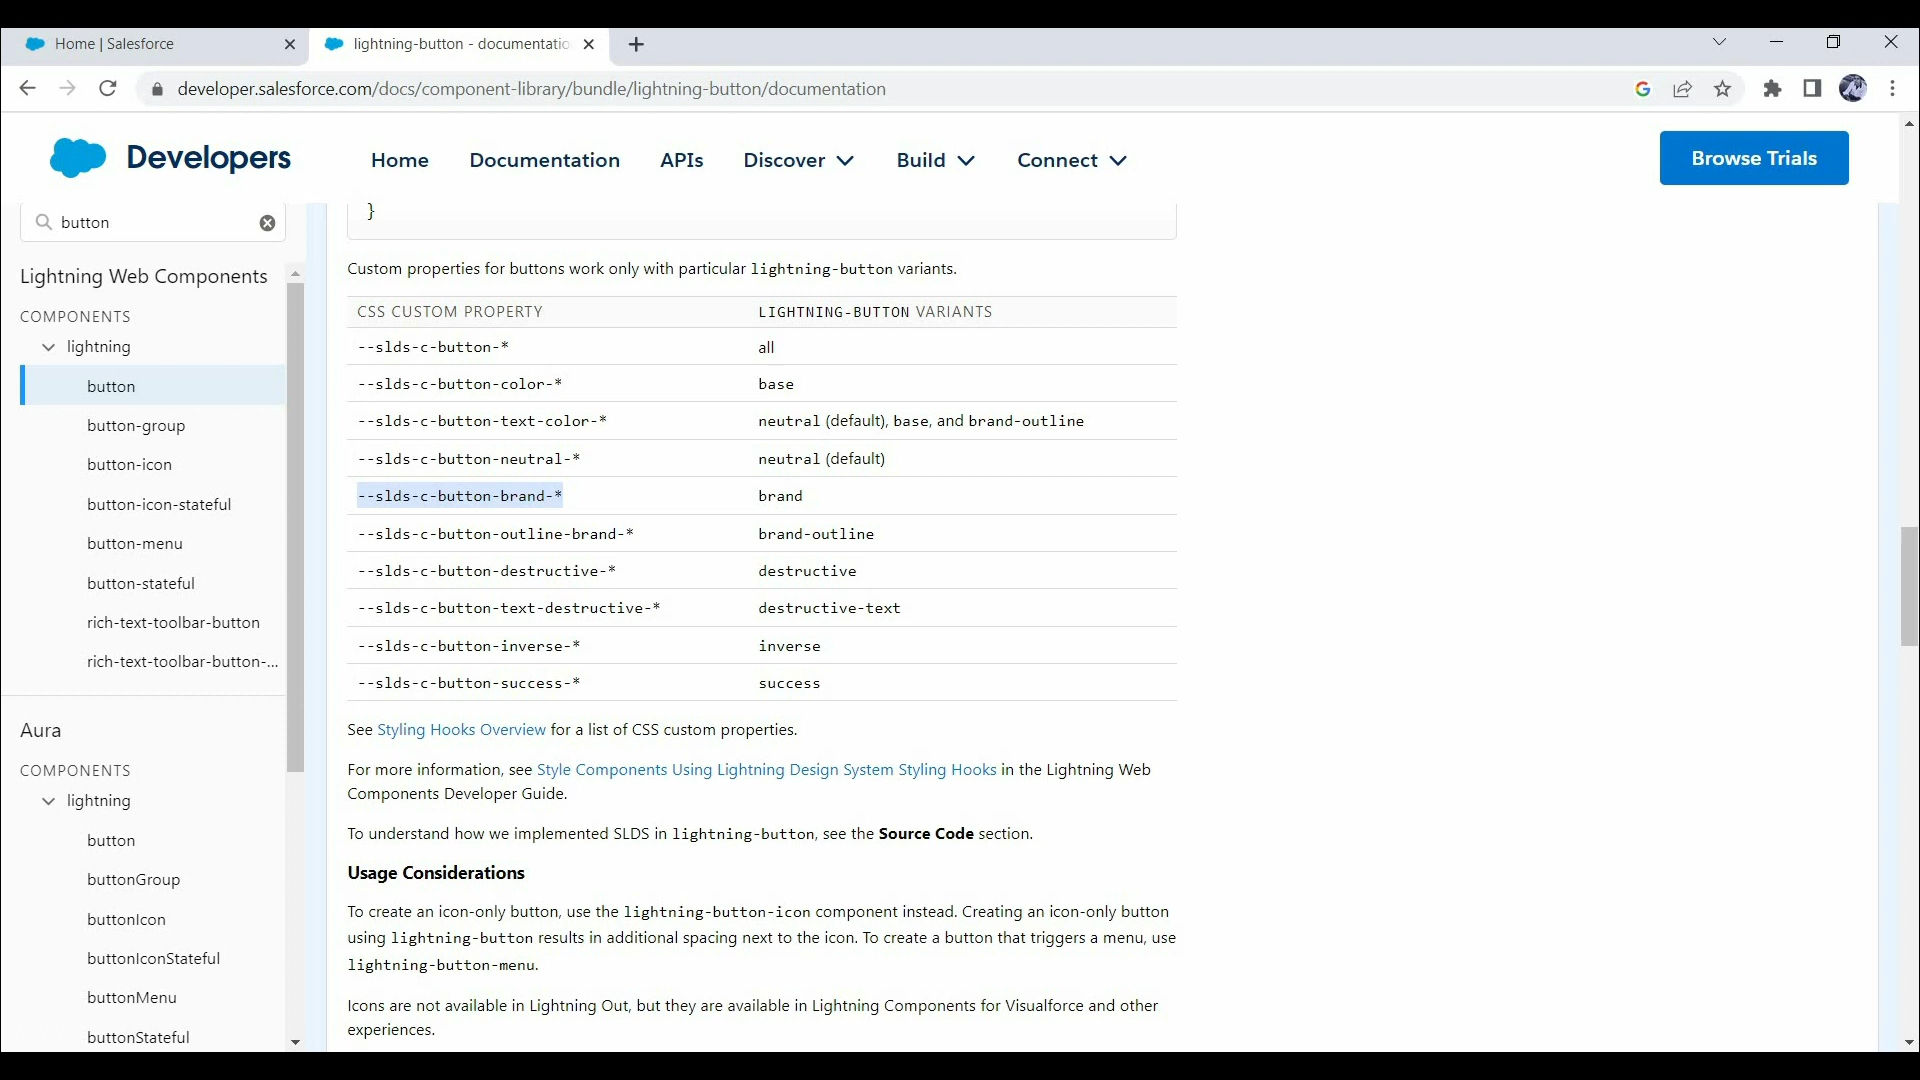 Home | Salesforce
lightning-button - documentatio
developer.salesforce.com/docs/component-library/bundle/lightning-button/documentation
Developers
Home
Documentation
APIs
Discover
Build
Connect
Browse Trials
button
Lightning Web Components
COMPONENTS
lightning
button
button-group
button-icon
button-icon-stateful
button-menu
button-stateful
rich-text-toolbar-button
rich-text-toolbar-button-...
Aura
COMPONENTS
lightning
button
buttonGroup
buttonIcon
buttonIconStateful
buttonMenu
buttonStateful
}
Custom properties for buttons work only with particular lightning-button variants.
CSS CUSTOM PROPERTY LIGHTNING-BUTTON VARIANTS
--slds-c-button-* all
--slds-c-button-color-* base
--slds-c-button-text-color-* neutral (default), base, and brand-outline
--slds-c-button-neutral-* neutral (default)
--slds-c-button-brand-* brand
--slds-c-button-outline-brand-* brand-outline
--slds-c-button-destructive-* destructive
--slds-c-button-text-destructive-* destructive-text
--slds-c-button-inverse-* inverse
--slds-c-button-success-* success
See Styling Hooks Overview for a list of CSS custom properties.
For more information, see Style Components Using Lightning Design System Styling Hooks in the Lightning Web
Components Developer Guide.
To understand how we implemented SLDS in lightning-button, see the Source Code section.
Usage Considerations
To create an icon-only button, use the lightning-button-icon component instead. Creating an icon-only button
using lightning-button results in additional spacing next to the icon. To create a button that triggers a menu, use
lightning-button-menu.
Icons are not available in Lightning Out, but they are available in Lightning Components for Visualforce and other
experiences.